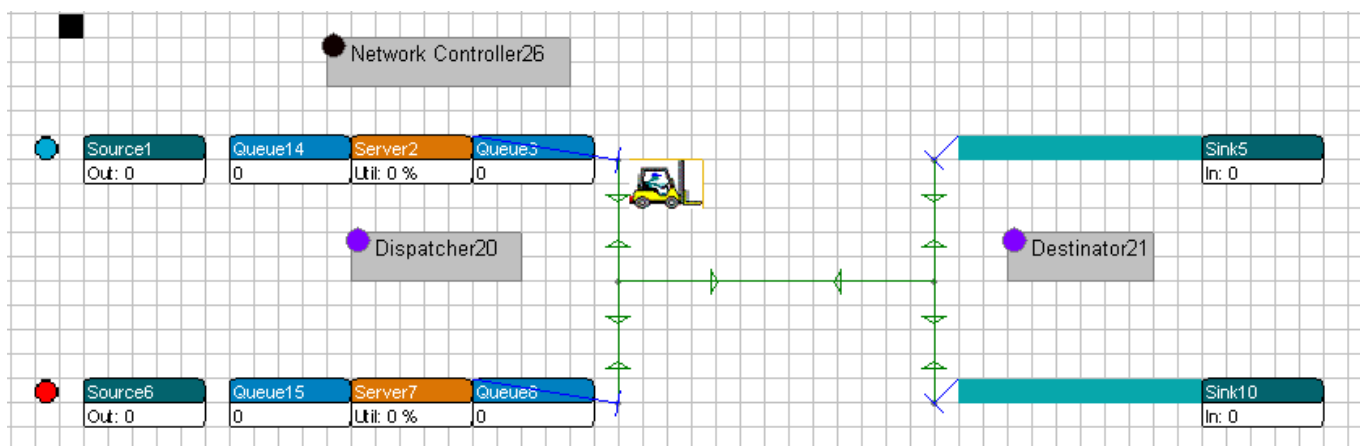 Network Controller26
Source1
Queue14
Server2
Queue3
Sink5
Out: 0
0
Util: 0 %
0
In: 0
Dispatcher20
Destinator21
Source6
Queue15
Server7
Queue8
Sink10
Out: 0
0
Util: 0 %
0
In: 0